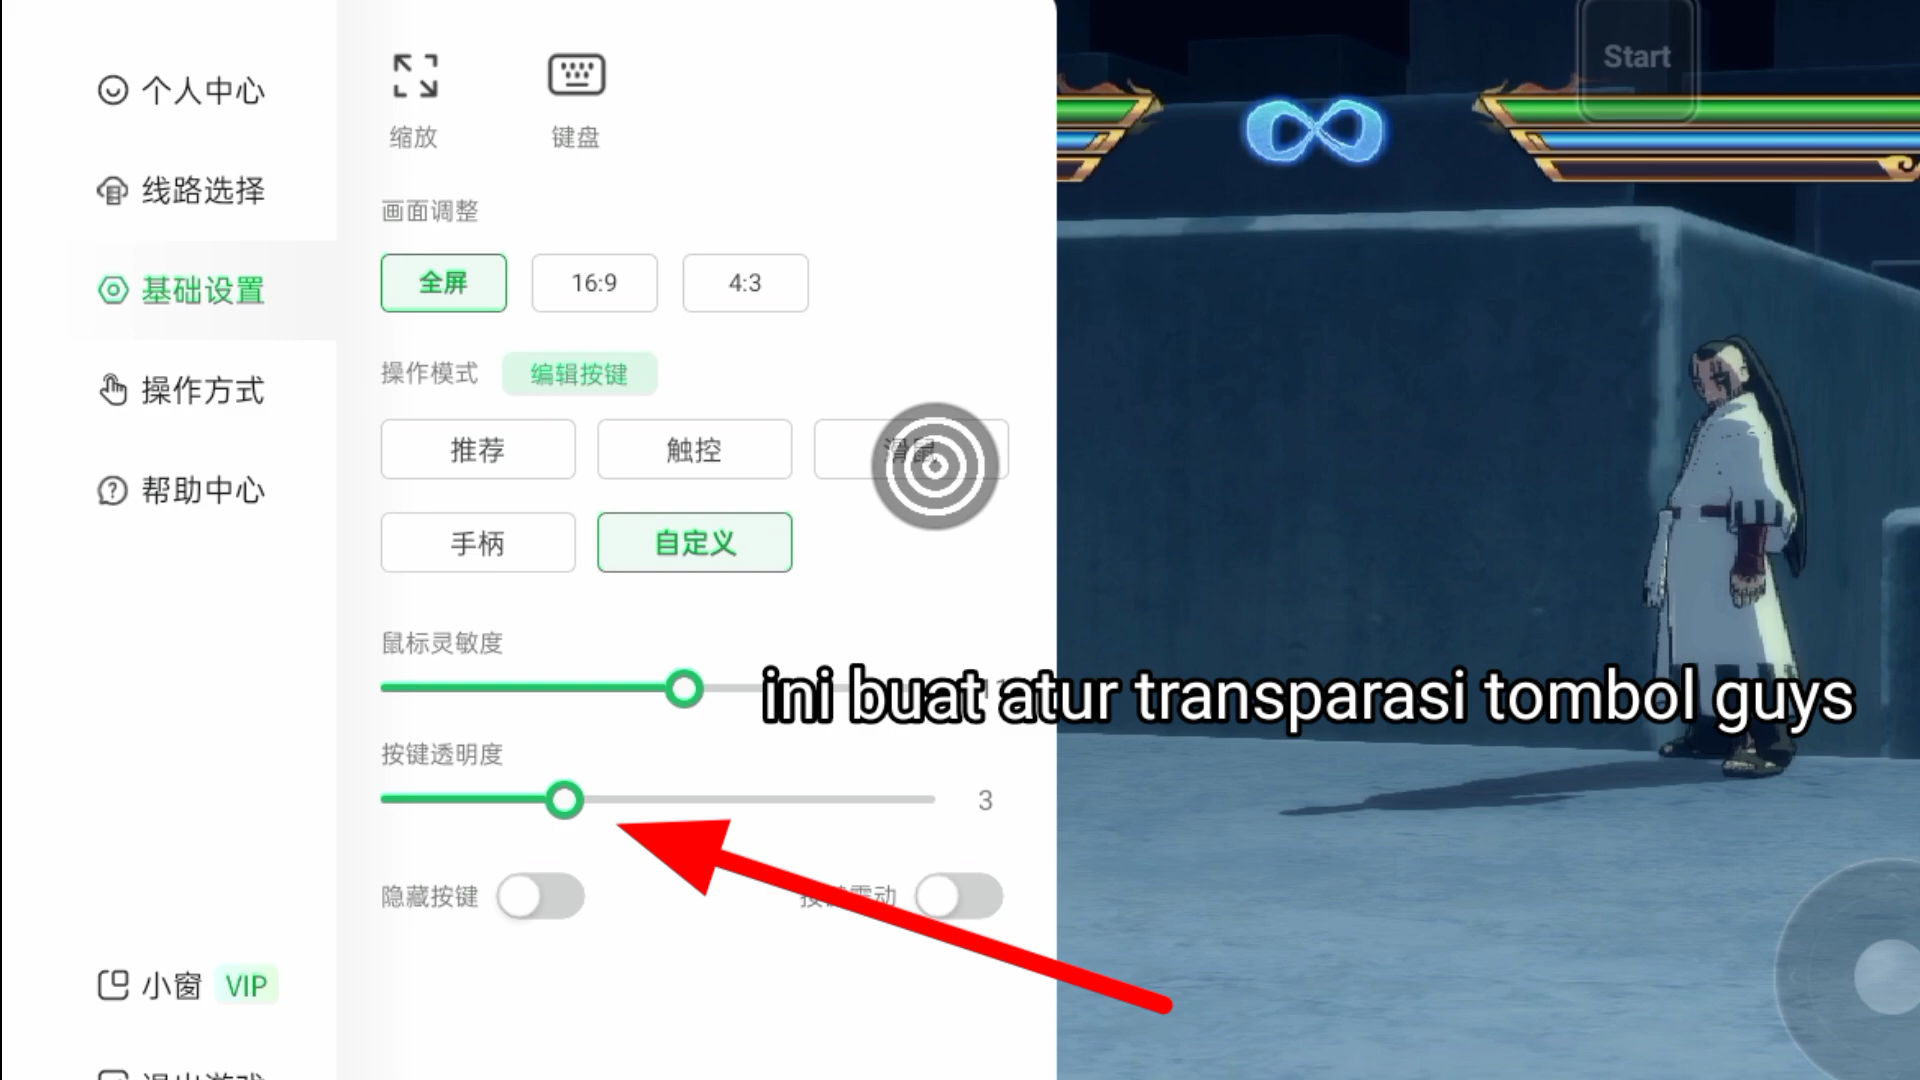 个人中心
线路选择
基础设置
操作方式
帮助中心
小窗 VIP
缩放
键盘
画面调整
全屏
16:9
4:3
操作模式
编辑按键
推荐
触控
手柄
自定义
鼠标灵敏度
按键透明度
3
隐藏按键
Start
ini buat atur transparasi tombol guys